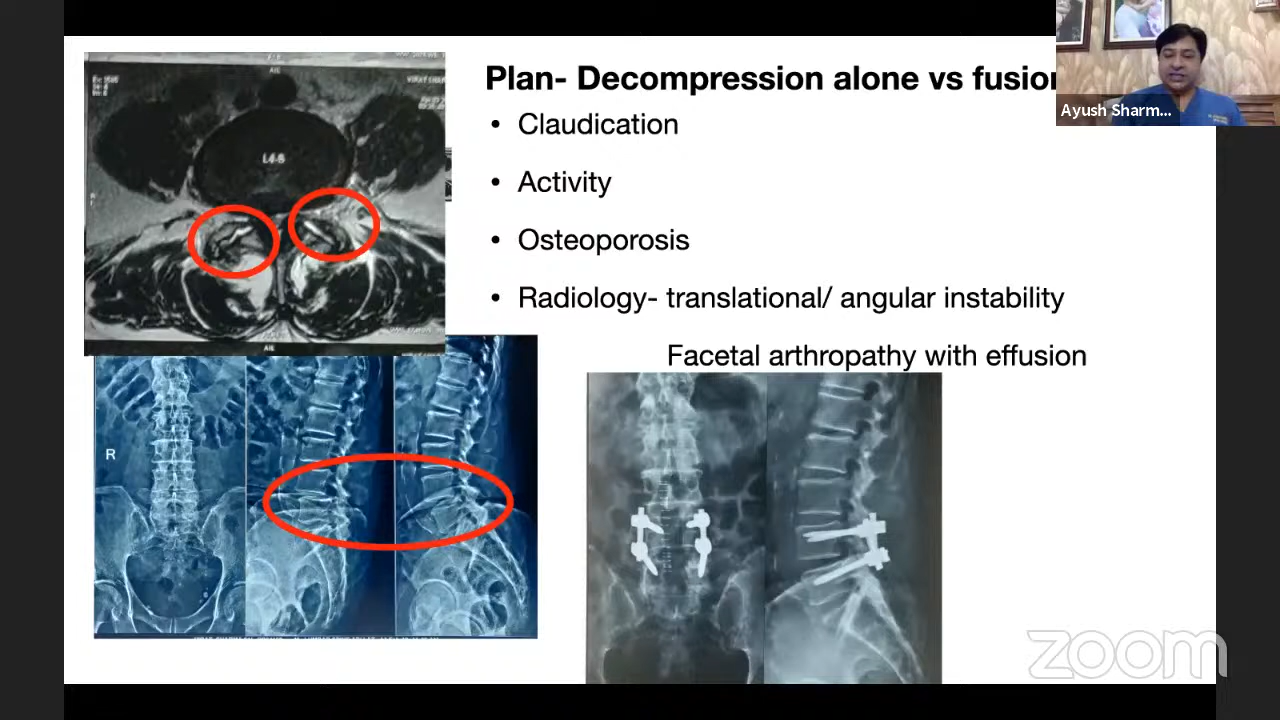 Plan- Decompression alone vs fusion
Ayush Sharm...
• Claudication
• Activity
• Osteoporosis
• Radiology- translational/ angular instability
Facetal arthropathy with effusion
L4-5
R
zoom